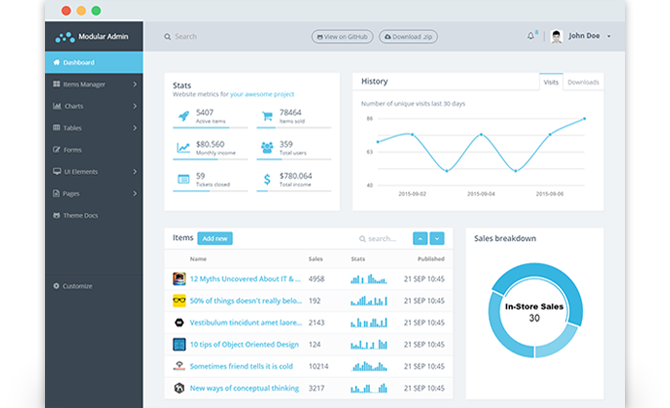 Modular Admin
Search
View on GitHub
Download .zip
8
John Doe
Dashboard
Items Manager
Charts
Tables
Forms
UI Elements
Pages
Theme Docs
Customize
Stats
Website metrics for your awesome project
5407
Active items
78464
Items sold
$80.560
Monthly income
359
Total users
59
Tickets closed
$780.064
Total income
History
Visits
Downloads
Number of unique visits last 30 days
86
63
40
2015-09-02
2015-09-04
2015-09-06
Items
Add new
search...
Name Sales Stats Published
12 Myths Uncovered About IT & ... 4958 21 SEP 10:45
50% of things doesn't really belo... 192 21 SEP 10:45
Vestibulum tincidunt amet laore... 2143 21 SEP 10:45
10 tips of Object Oriented Design 124 21 SEP 10:45
Sometimes friend tells it is cold 10214 21 SEP 10:45
New ways of conceptual thinking 3217 21 SEP 10:45
Sales breakdown
In-Store Sales
30